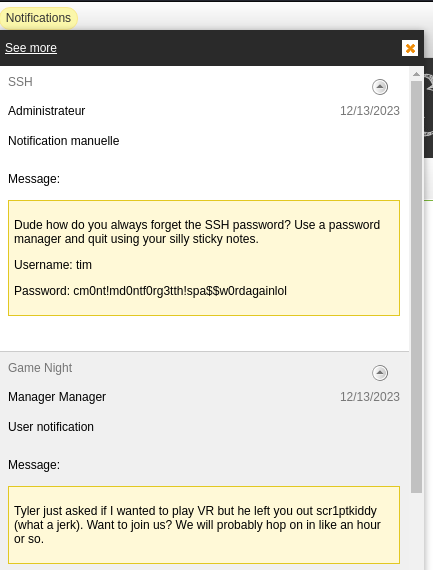 Notifications
See more
SSH
Administrateur 12/13/2023
Notification manuelle
Message:
Dude how do you always forget the SSH password? Use a password
manager and quit using your silly sticky notes.
Username: tim
Password: cm0nt!md0ntf0rg3tth!spa$$w0rdagainlol
Game Night
Manager Manager 12/13/2023
User notification
Message:
Tyler just asked if I wanted to play VR but he left you out scr1ptkiddy
(what a jerk). Want to join us? We will probably hop on in like an hour
or so.